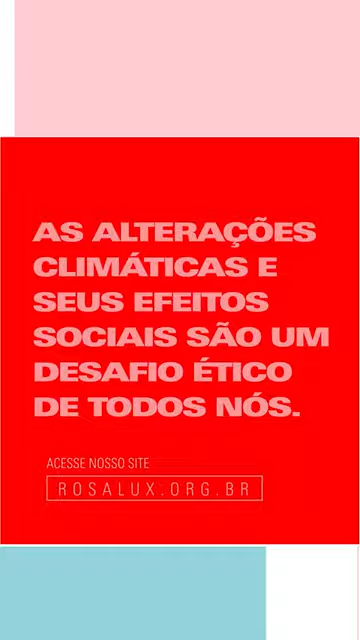 AS ALTERAÇÕES
CLIMÁTICAS E
SEUS EFEITOS
SOCIAIS SÃO UM
DESAFIO ÉTICO
DE TODOS NÓS.
ACESSE NOSSO SITE
ROSALUX.ORG.BR